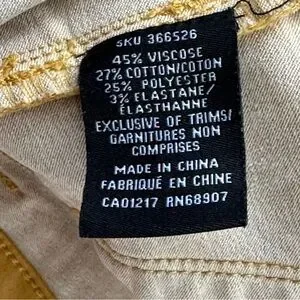 SKU 366526
45% VISCOSE
27% COTTON/COTON
25% POLYESTER
3% ELASTANE/
ÉLASTHANNE
EXCLUSIVE OF TRIMS/
GARNITURES NON
COMPRISES
MADE IN CHINA
FABRIQUÉ EN CHINE
CA01217 RN68907